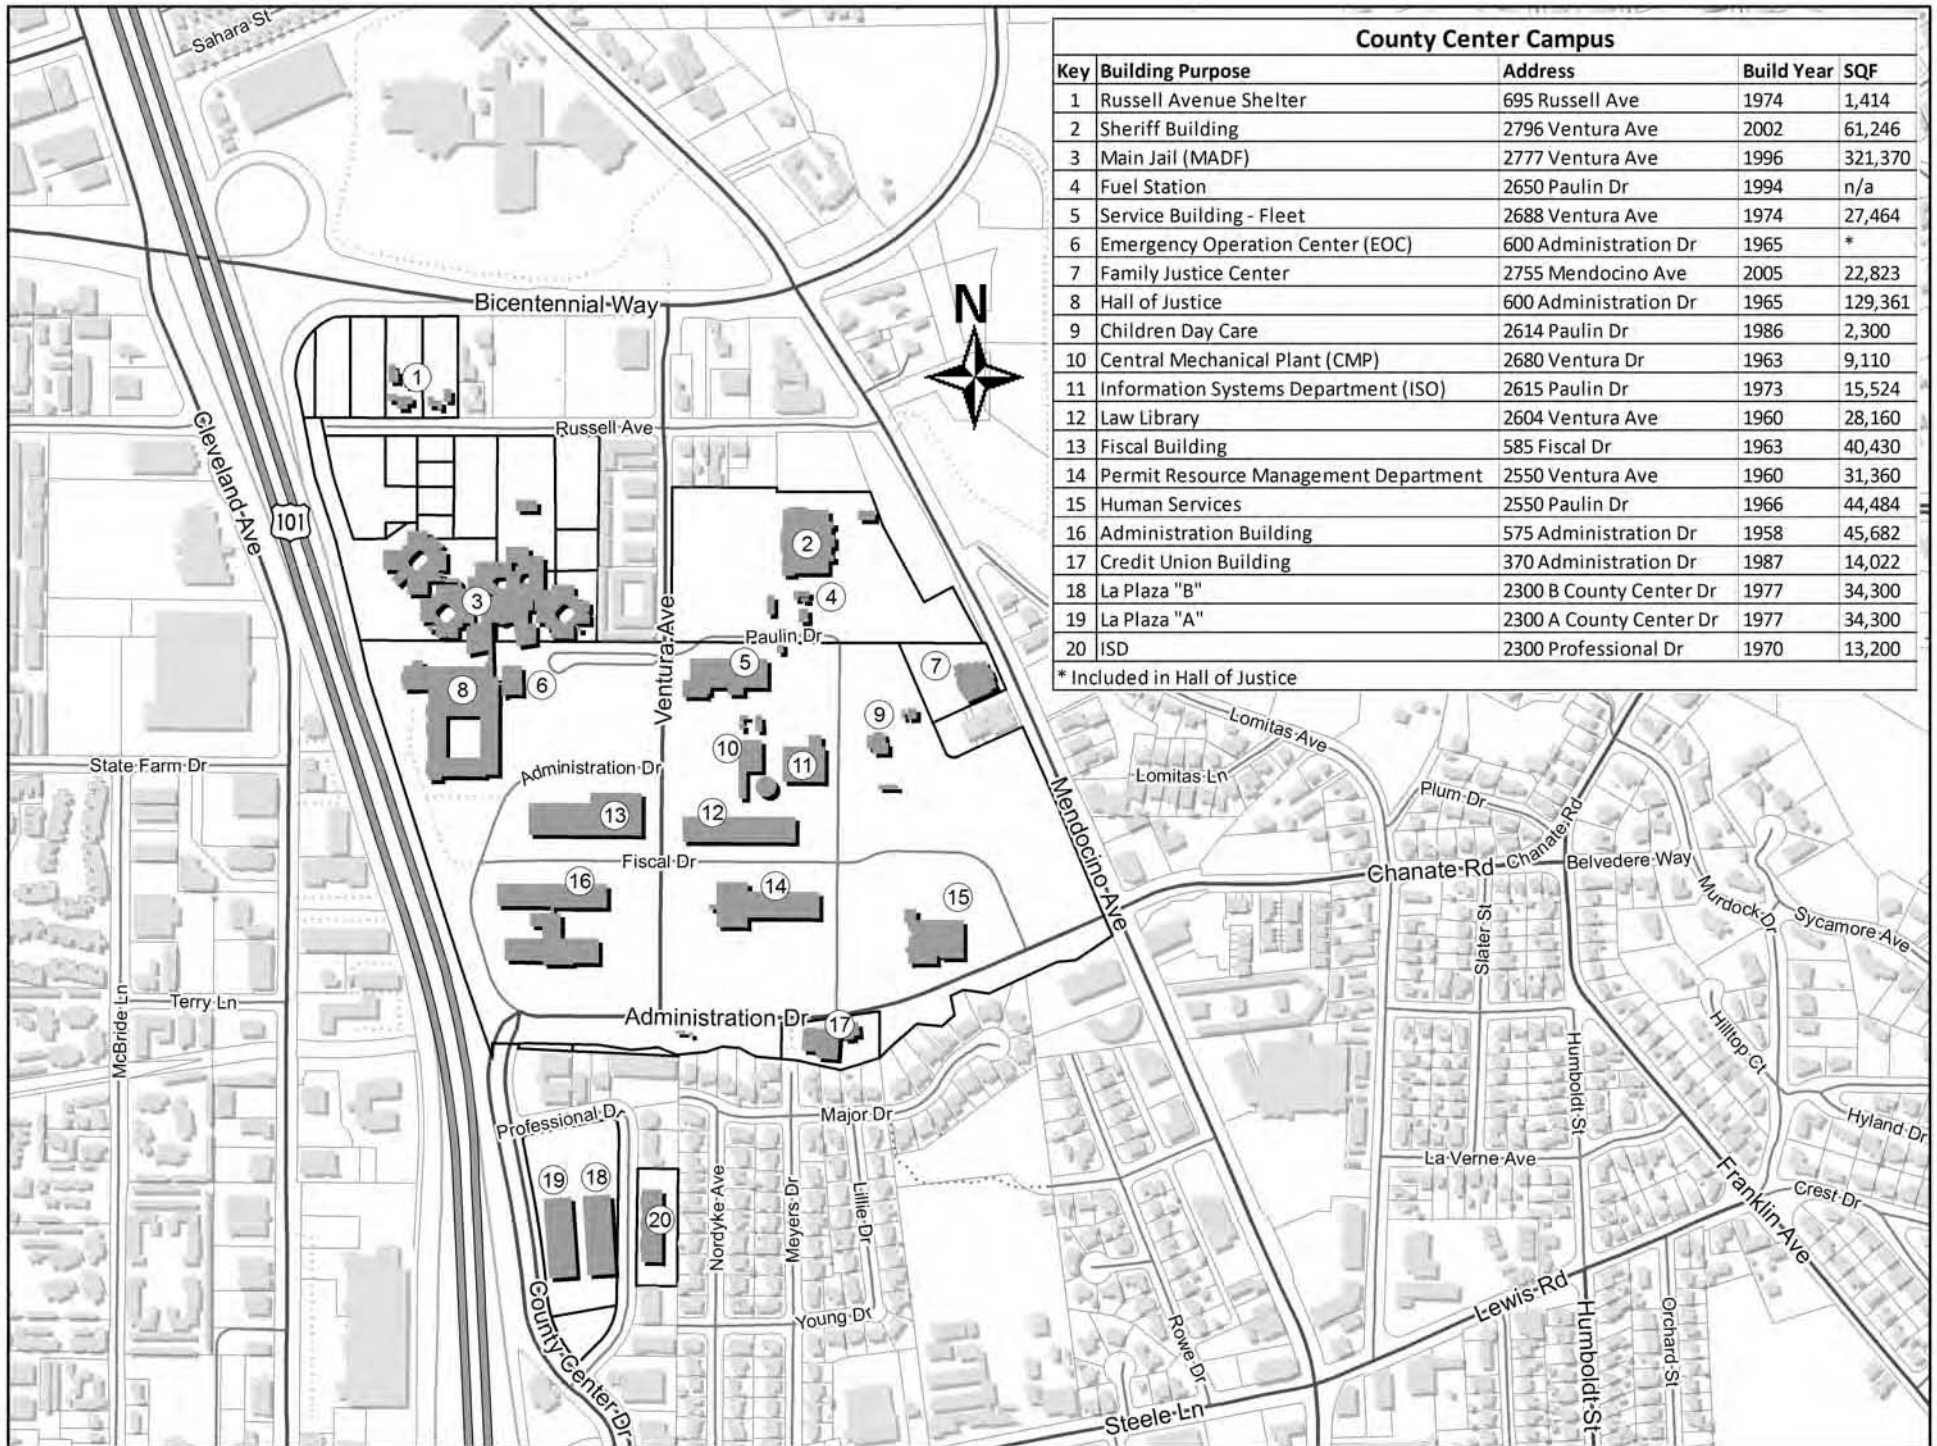 County Center Campus
Key Building Purpose Address Build Year SQF
1 Russell Avenue Shelter 695 Russell Ave 1974 1,414
2 Sheriff Building 2796 Ventura Ave 2002 61,246
3 Main Jail (MADF) 2777 Ventura Ave 1996 321,370
4 Fuel Station 2650 Paulin Dr 1994 n/a
5 Service Building - Fleet 2688 Ventura Ave 1974 27,464
6 Emergency Operation Center (EOC) 600 Administration Dr 1965 *
7 Family Justice Center 2755 Mendocino Ave 2005 22,823
8 Hall of Justice 600 Administration Dr 1965 129,361
9 Children Day Care 2614 Paulin Dr 1986 2,300
10 Central Mechanical Plant (CMP) 2680 Ventura Dr 1963 9,110
11 Information Systems Department (ISO) 2615 Paulin Dr 1973 15,524
12 Law Library 2604 Ventura Ave 1960 28,160
13 Fiscal Building 585 Fiscal Dr 1963 40,430
14 Permit Resource Management Department 2550 Ventura Ave 1960 31,360
15 Human Services 2550 Paulin Dr 1966 44,484
16 Administration Building 575 Administration Dr 1958 45,682
17 Credit Union Building 370 Administration Dr 1987 14,022
18 La Plaza "B" 2300 B County Center Dr 1977 34,300
19 La Plaza "A" 2300 A County Center Dr 1977 34,300
20 ISD 2300 Professional Dr 1970 13,200
* Included in Hall of Justice
Sahara St
Bicentennial Way
N
1
Russell Ave
Cleveland Ave
101
2
3
4
Ventura Ave
Paulin Dr
5
7
6
8
9
Lomitas Ave
10
11
State Farm Dr
Administration Dr
Lomitas Ln
Plum Dr
Mendocino Ave
13
12
Chanate Rd
Fiscal Dr
Chanate Rd
Belvedere Way
16
14
15
Murdock Dr
Sycamore Ave
Slater St
McBride Ln
Terry Ln
Administration Dr
17
Hilltop Ct
Humboldt St
Professional Dr
Major Dr
Hyland Dr
La Verne Ave
19
18
20
Nordyke Ave
Meyers Dr
Lillie Dr
Franklin Ave
Crest Dr
County Center Dr
Young Dr
Rowe Dr
Lewis Rd
Humboldt St
Orchard St
Steele Ln